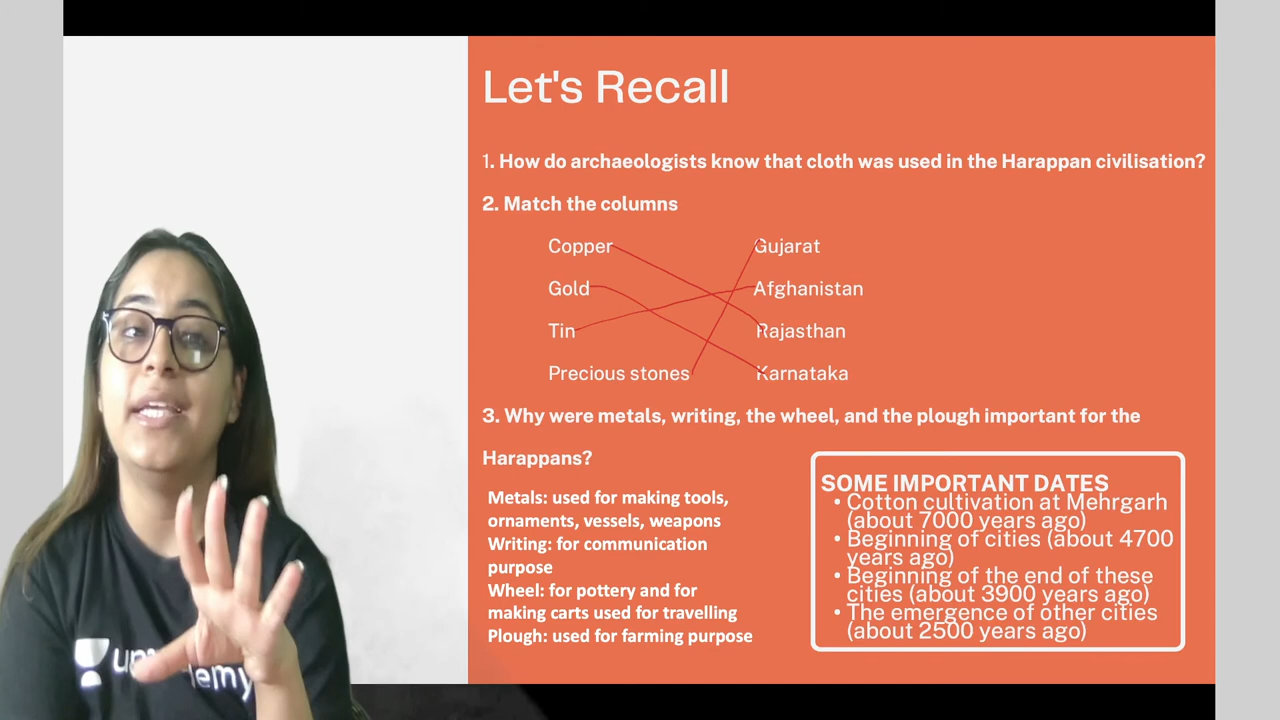 Let's Recall
1. How do archaeologists know that cloth was used in the Harappan civilisation?
2. Match the columns
Copper Gujarat
Gold Afghanistan
Tin Rajasthan
Precious stones Karnataka
3. Why were metals, writing, the wheel, and the plough important for the
Harappans?
Metals: used for making tools,
ornaments, vessels, weapons
Writing: for communication
purpose
Wheel: for pottery and for
making carts used for travelling
Plough: used for farming purpose
SOME IMPORTANT DATES
• Cotton cultivation at Mehrgarh
(about 7000 years ago)
• Beginning of cities (about 4700
years ago)
• Beginning of the end of these
cities (about 3900 years ago)
• The emergence of other cities
(about 2500 years ago)